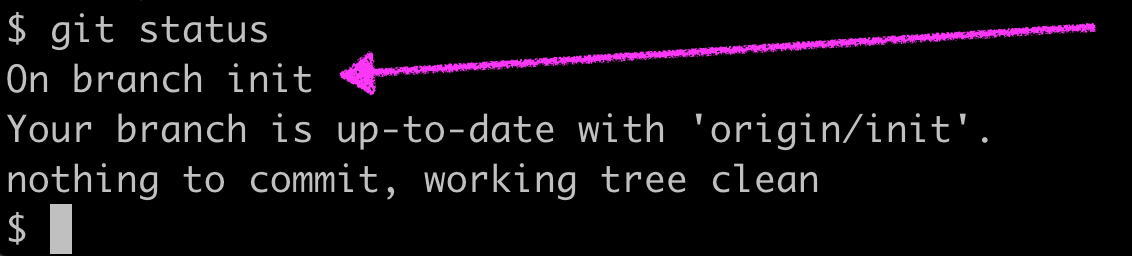 $ git status
On branch init
Your branch is up-to-date with 'origin/init'.
nothing to commit, working tree clean
$